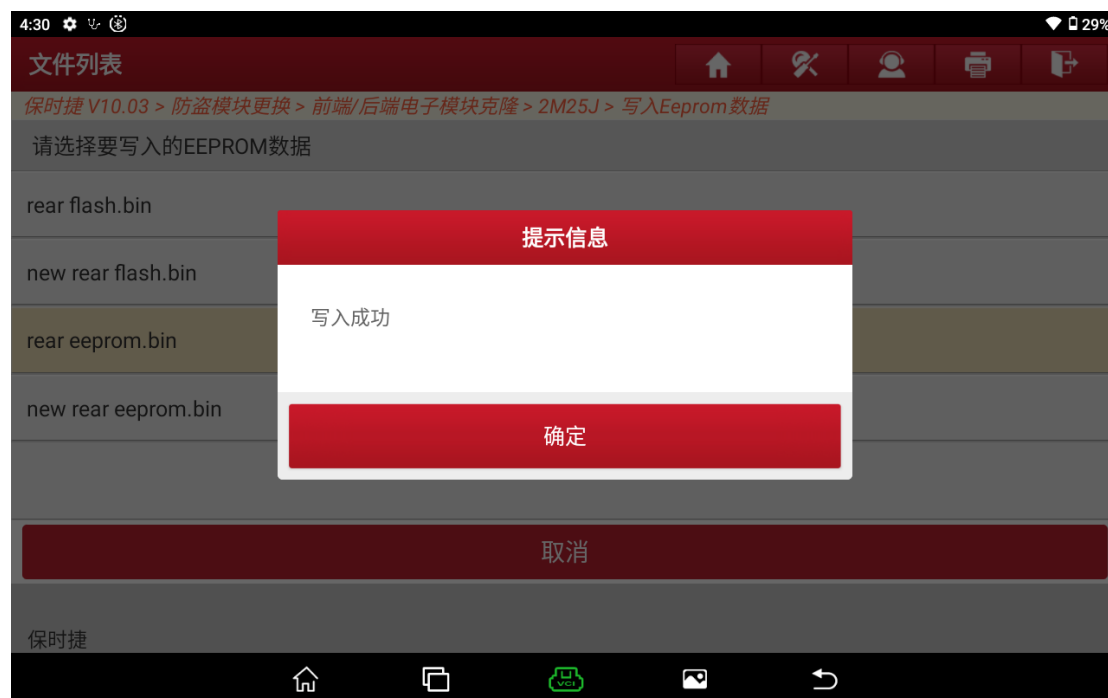 4:30
29%
文件列表
保时捷 V10.03 > 防盗模块更换 > 前端/后端电子模块克隆 > 2M25J > 写入Eeprom数据
请选择要写入的EEPROM数据
rear flash.bin
new rear flash.bin
rear eeprom.bin
new rear eeprom.bin
提示信息
写入成功
确定
取消
保时捷
VCI